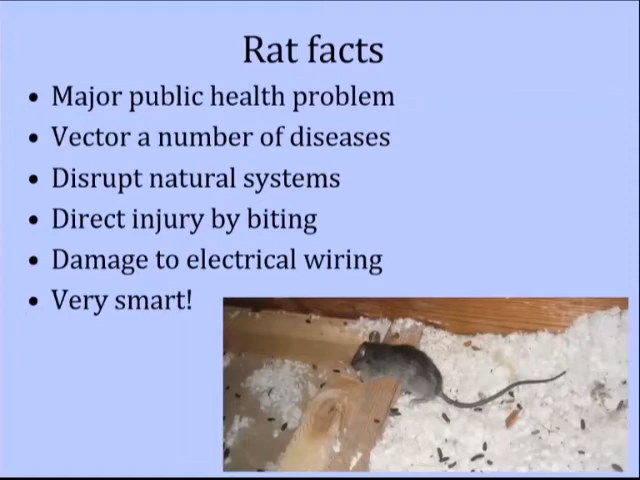 Rat facts
• Major public health problem
• Vector a number of diseases
• Disrupt natural systems
• Direct injury by biting
• Damage to electrical wiring
• Very smart!